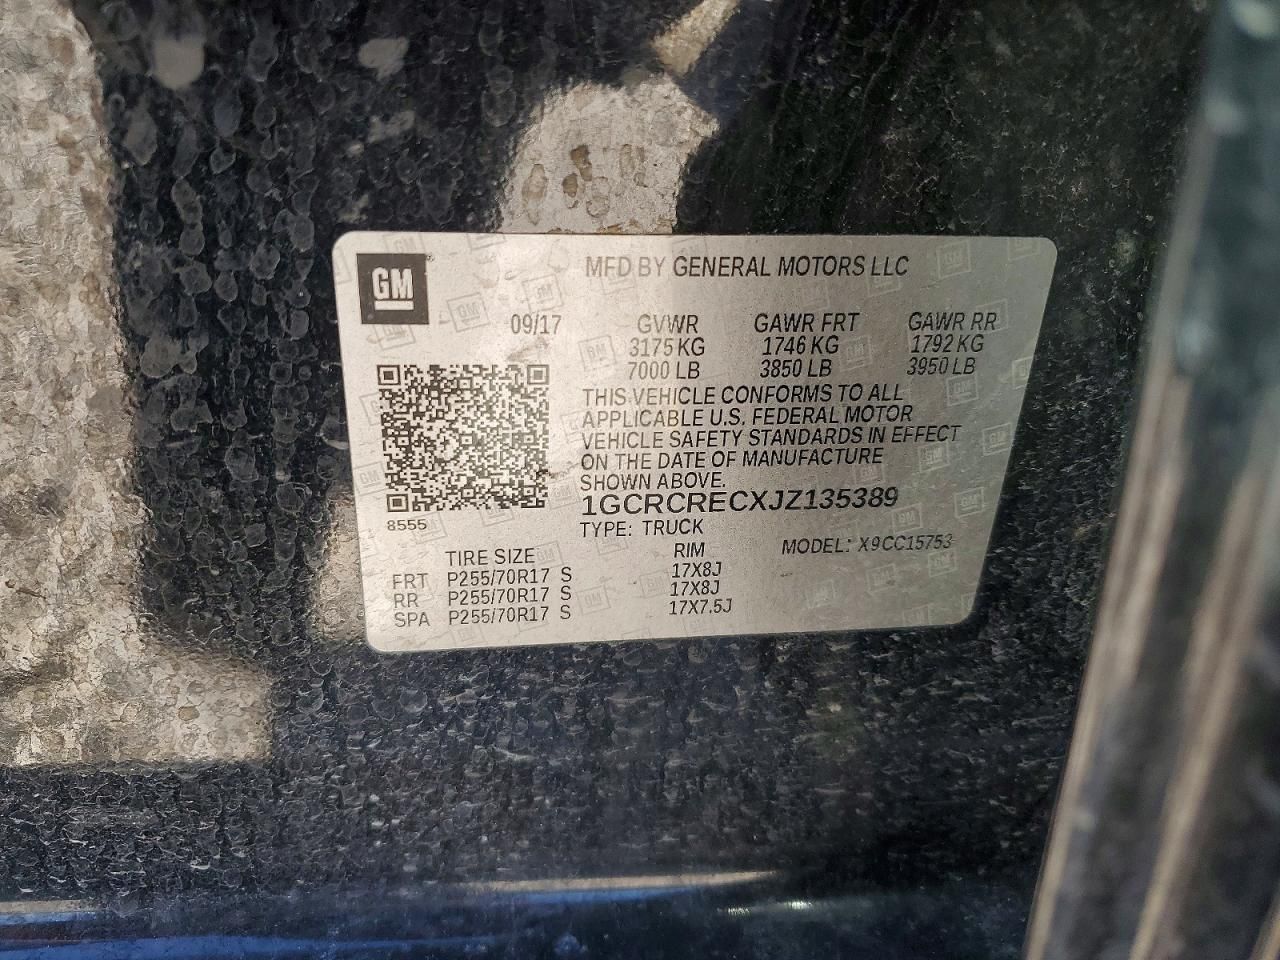 GM
MFD BY GENERAL MOTORS LLC
09/17 GVWR GAWR FRT GAWR RR
3175 KG 1746 KG 1792 KG
7000 LB 3850 LB 3950 LB
THIS VEHICLE CONFORMS TO ALL
APPLICABLE U.S. FEDERAL MOTOR
VEHICLE SAFETY STANDARDS IN EFFECT
ON THE DATE OF MANUFACTURE
SHOWN ABOVE.
8555
1GCRCRECXJZ135389
TYPE: TRUCK MODEL: X9CC15753
TIRE SIZE RIM
FRT P255/70R17 S 17X8J
RR P255/70R17 S 17X8J
SPA P255/70R17 S 17X7.5J